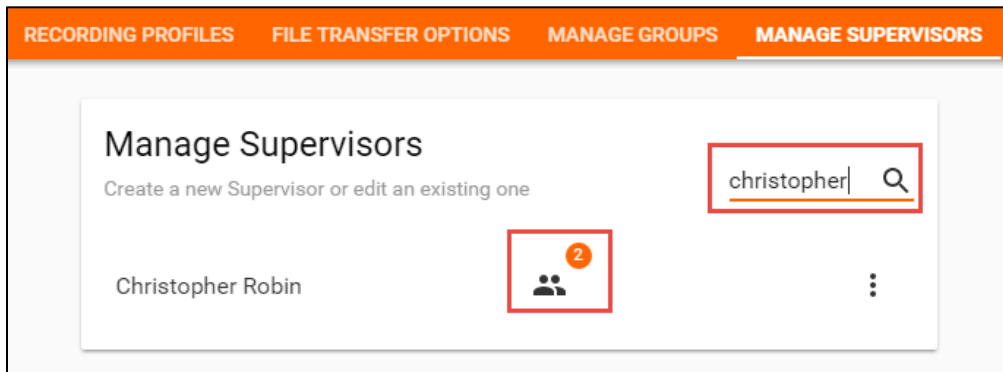 RECORDING PROFILES FILE TRANSFER OPTIONS MANAGE GROUPS MANAGE SUPERVISORS
Manage Supervisors
christopher
Create a new Supervisor or edit an existing one
2
Christopher Robin